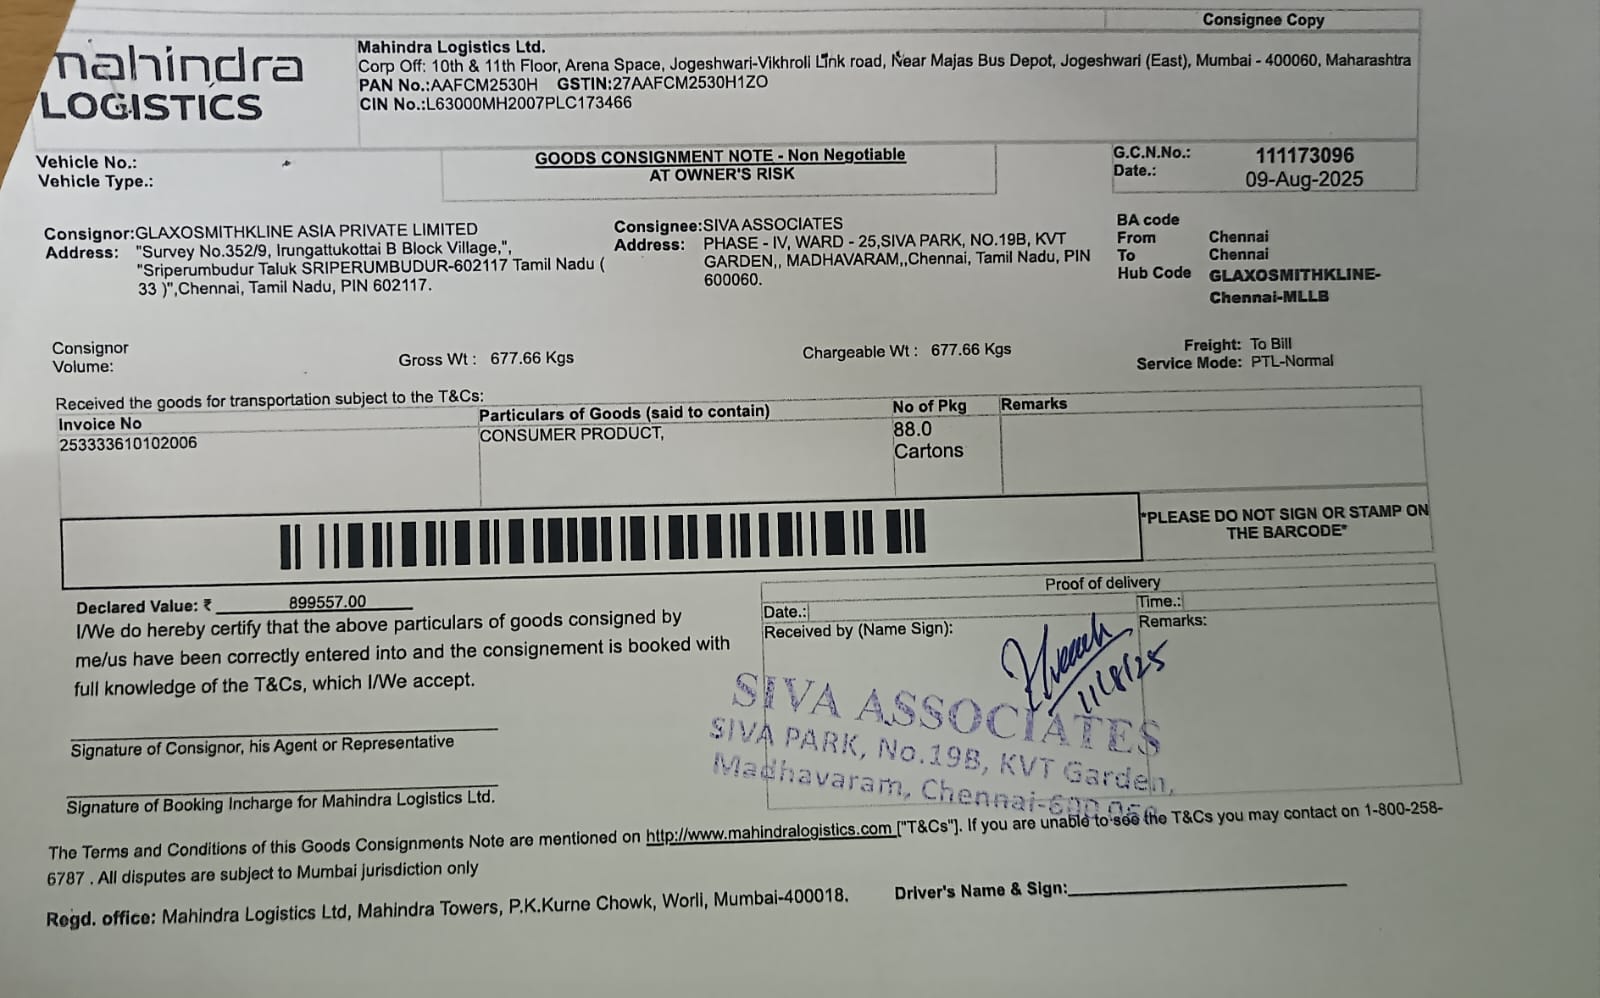 Consignee Copy
mahindra
LOGISTICS
Mahindra Logistics Ltd.
Corp Off: 10th & 11th Floor, Arena Space, Jogeshwari-Vikhroli Link road, Near Majas Bus Depot, Jogeshwari (East), Mumbai - 400060, Maharashtra
PAN No.:AAFCM2530H GSTIN:27AAFCM2530H1ZO
CIN No.:L63000MH2007PLC173466
Vehicle No.:
Vehicle Type.:
GOODS CONSIGNMENT NOTE - Non Negotiable
AT OWNER'S RISK
G.C.N.No.: 111173096
Date.: 09-Aug-2025
Consignor:GLAXOSMITHKLINE ASIA PRIVATE LIMITED
Address: "Survey No.352/9, Irungattukottai B Block Village,",
"Sriperumbudur Taluk SRIPERUMBUDUR-602117 Tamil Nadu (
33 )",Chennai, Tamil Nadu, PIN 602117.
Consignee:SIVA ASSOCIATES
Address: PHASE - IV, WARD - 25,SIVA PARK, NO.19B, KVT
GARDEN,, MADHAVARAM,,Chennai, Tamil Nadu, PIN
600060.
BA code
From Chennai
To Chennai
Hub Code GLAXOSMITHKLINE-
Chennai-MLLB
Consignor
Volume:
Gross Wt : 677.66 Kgs
Chargeable Wt : 677.66 Kgs
Freight: To Bill
Service Mode: PTL-Normal
Received the goods for transportation subject to the T&Cs:
Invoice No
253333610102006
Particulars of Goods (said to contain)
CONSUMER PRODUCT,
No of Pkg
88.0
Cartons
Remarks
*PLEASE DO NOT SIGN OR STAMP ON
THE BARCODE*
Declared Value: ₹ 899557.00
I/We do hereby certify that the above particulars of goods consigned by
me/us have been correctly entered into and the consignement is booked with
full knowledge of the T&Cs, which I/We accept.
Signature of Consignor, his Agent or Representative
Signature of Booking Incharge for Mahindra Logistics Ltd.
Proof of delivery
Date.:
Time.:
Received by (Name Sign):
Remarks:
11/8/25
SIVA ASSOCIATES
SIVA PARK, No.19B, KVT Garden,
Madhavaram, Chennai-600
The Terms and Conditions of this Goods Consignments Note are mentioned on http://www.mahindralogistics.com ["T&Cs"]. If you are unable to see the T&Cs you may contact on 1-800-258-
6787 . All disputes are subject to Mumbai jurisdiction only
Regd. office: Mahindra Logistics Ltd, Mahindra Towers, P.K.Kurne Chowk, Worli, Mumbai-400018.
Driver's Name & Sign: